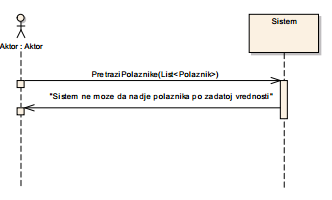 Sistem
Aktor : Aktor
PretraziPolaznike(List<Polaznik>)
"Sistem ne moze da nadje polaznika po zadatoj vrednosti"